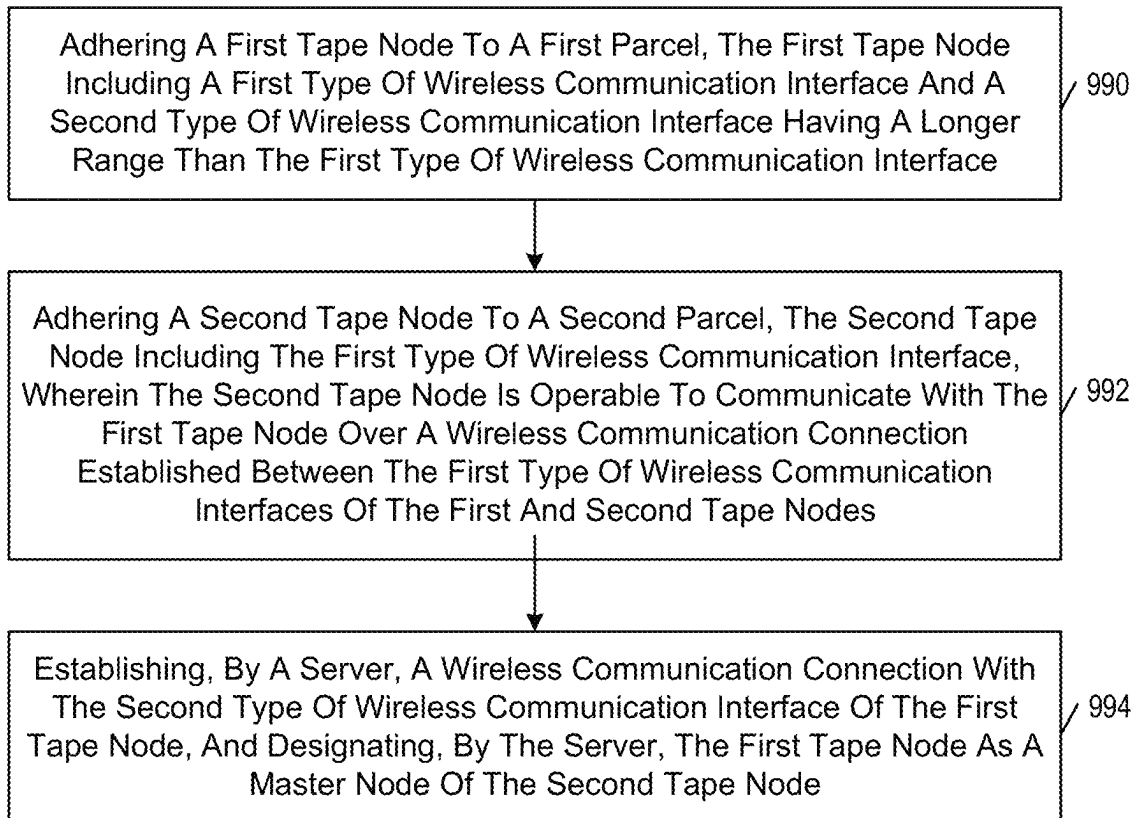 Adhering A First Tape Node To A First Parcel, The First Tape Node
Including A First Type Of Wireless Communication Interface And A
Second Type Of Wireless Communication Interface Having A Longer
Range Than The First Type Of Wireless Communication Interface
990
Adhering A Second Tape Node To A Second Parcel, The Second Tape
Node Including The First Type Of Wireless Communication Interface,
Wherein The Second Tape Node Is Operable To Communicate With The
First Tape Node Over A Wireless Communication Connection
Established Between The First Type Of Wireless Communication
Interfaces Of The First And Second Tape Nodes
992
Establishing, By A Server, A Wireless Communication Connection With
The Second Type Of Wireless Communication Interface Of The First
Tape Node, And Designating, By The Server, The First Tape Node As A
Master Node Of The Second Tape Node
994